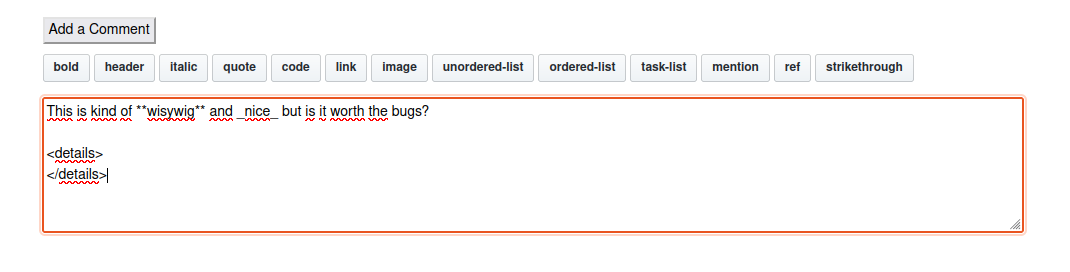 Add a Comment
bold header italic quote code link image unordered-list ordered-list task-list mention ref strikethrough
This is kind of **wisywig** and _nice_ but is it worth the bugs?
<details>
</details>